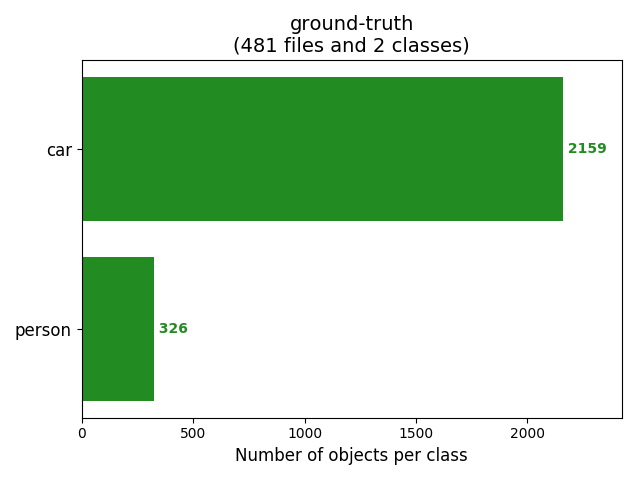 ground-truth
(481 files and 2 classes)
car
2159
person
326
0
500
1000
1500
2000
Number of objects per class